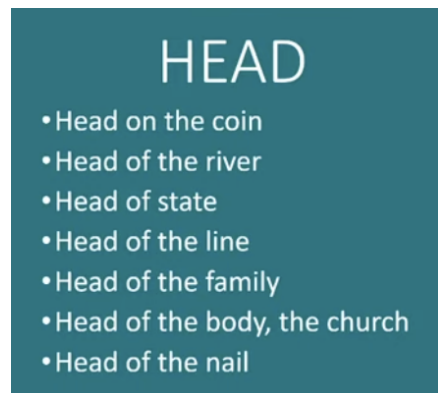 HEAD
•Head on the coin
•Head of the river
•Head of state
•Head of the line
•Head of the family
•Head of the body, the church
•Head of the nail